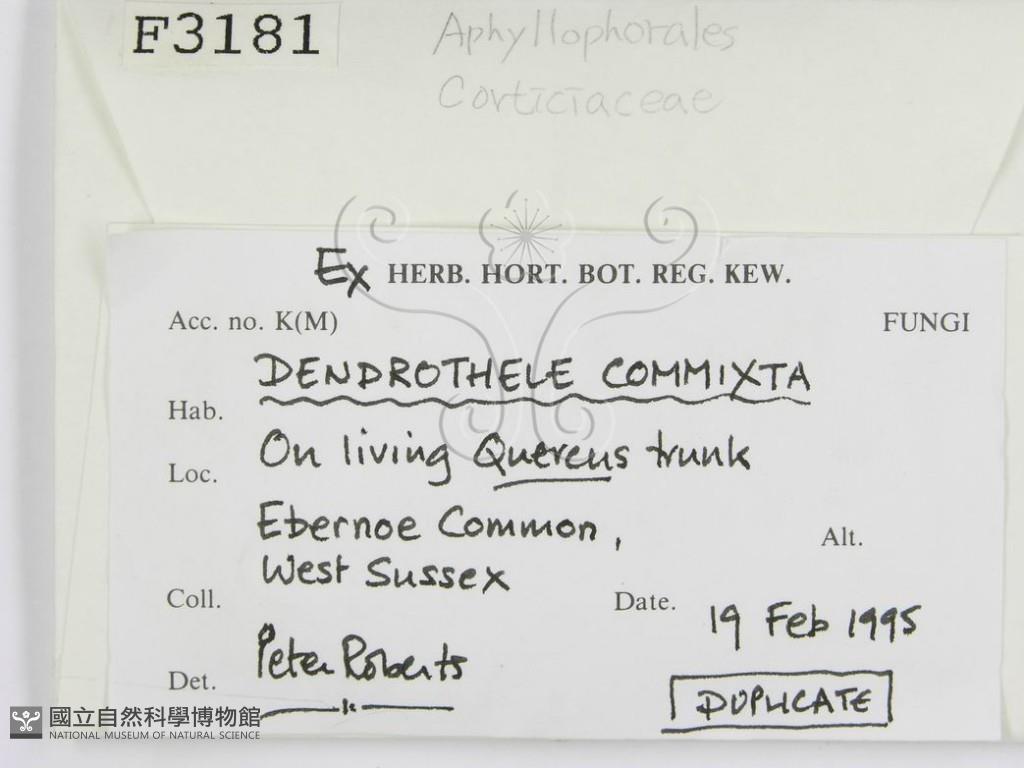 F3181
Aphyllophorales
Corticiaceae
Ex HERB. HORT. BOT. REG. KEW.
Acc. no. K(M)
FUNGI
DENDROTHELE COMMIXTA
Hab.
On living Quercus trunk
Loc.
Ebernoe Common,
West Sussex
Alt.
Coll.
Date. 19 Feb 1995
Peter Roberts
Det.
DUPLICATE
國立自然科學博物館
NATIONAL MUSEUM OF NATURAL SCIENCE